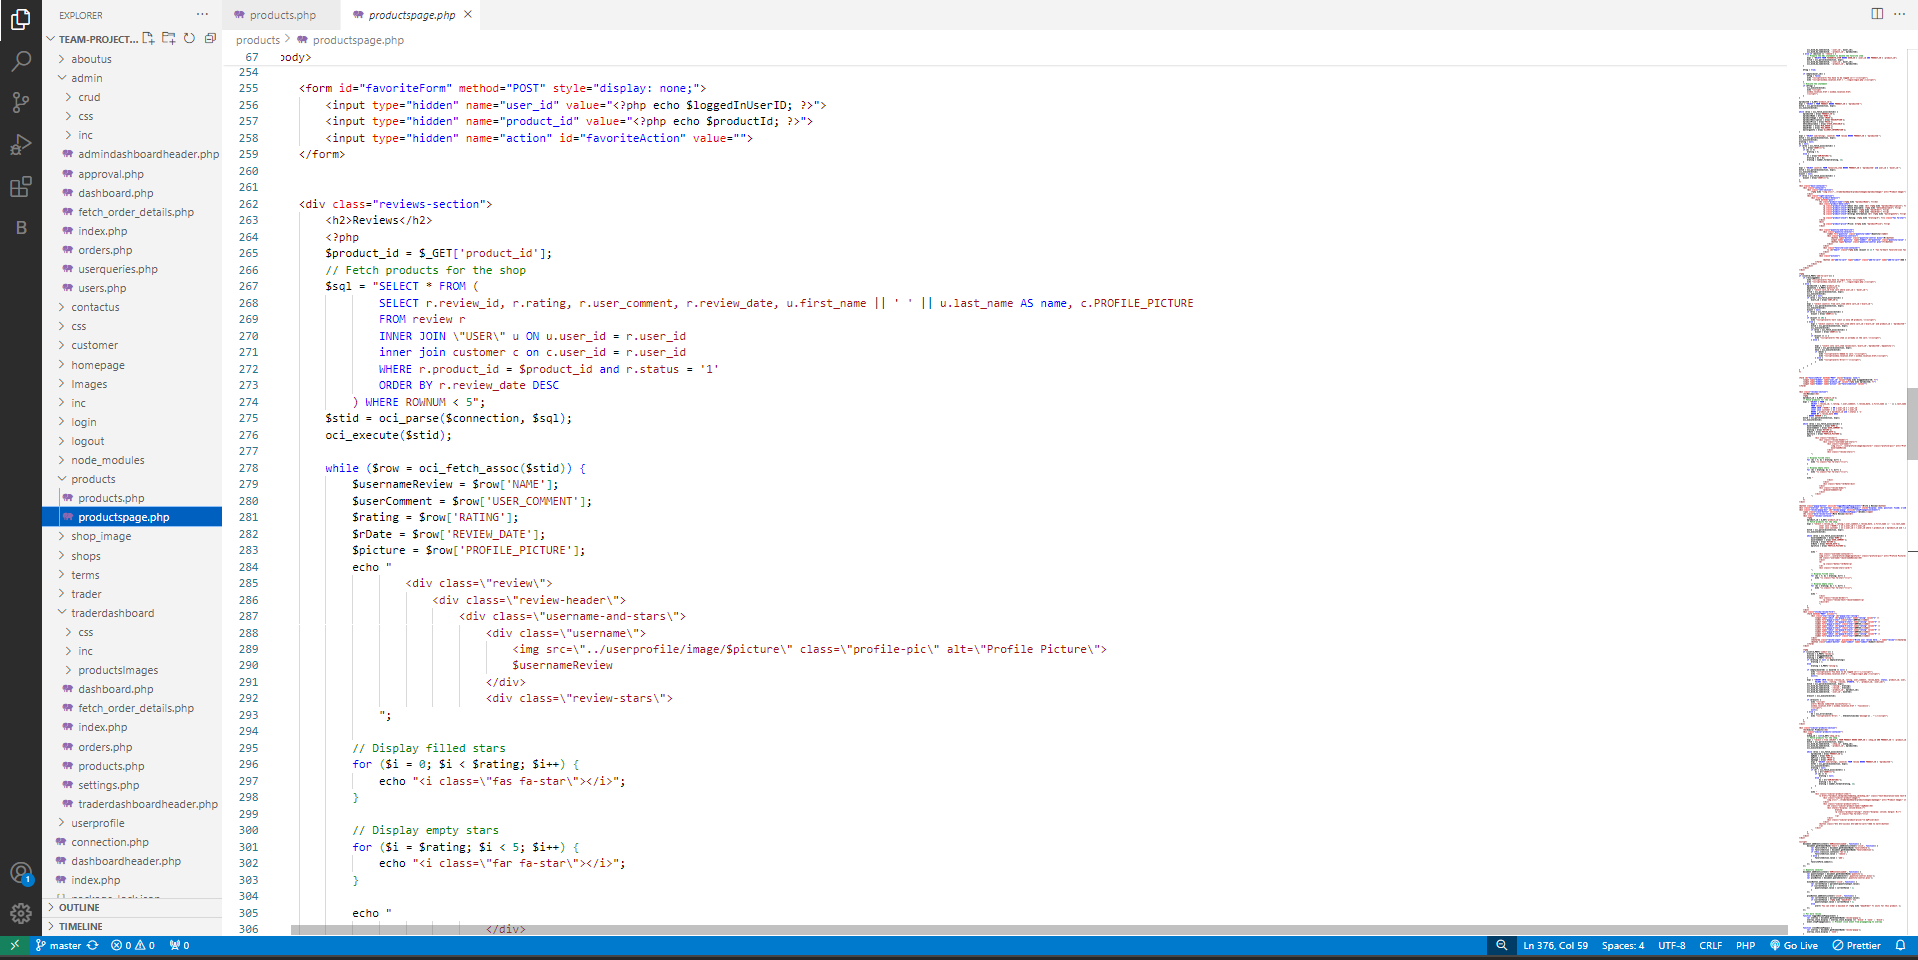 EXPLORER
TEAM-PROJECT...
aboutus
admin
crud
css
inc
admindashboardheader.php
approval.php
dashboard.php
fetch_order_details.php
index.php
orders.php
userqueries.php
users.php
contactus
css
customer
homepage
Images
inc
login
logout
node_modules
products
products.php
productspage.php
shop_image
shops
terms
trader
traderdashboard
css
inc
productsImages
dashboard.php
fetch_order_details.php
index.php
orders.php
products.php
settings.php
traderdashboardheader.php
userprofile
connection.php
dashboardheader.php
index.php
OUTLINE
TIMELINE
products.php
productspage.php
products > productspage.php
67 body>
254
255 <form id="favoriteForm" method="POST" style="display: none;">
256 <input type="hidden" name="user_id" value="<?php echo $loggedInUserID; ?>">
257 <input type="hidden" name="product_id" value="<?php echo $productId; ?>">
258 <input type="hidden" name="action" id="favoriteAction" value="">
259 </form>
260
261
262 <div class="reviews-section">
263 <h2>Reviews</h2>
264 <?php
265 $product_id = $_GET['product_id'];
266 // Fetch products for the shop
267 $sql = "SELECT * FROM (
268 SELECT r.review_id, r.rating, r.user_comment, r.review_date, u.first_name || ' ' || u.last_name AS name, c.PROFILE_PICTURE
269 FROM review r
270 INNER JOIN \"USER\" u ON u.user_id = r.user_id
271 inner join customer c on c.user_id = r.user_id
272 WHERE r.product_id = $product_id and r.status = '1'
273 ORDER BY r.review_date DESC
274 ) WHERE ROWNUM < 5";
275 $stid = oci_parse($connection, $sql);
276 oci_execute($stid);
277
278 while ($row = oci_fetch_assoc($stid)) {
279 $usernameReview = $row['NAME'];
280 $userComment = $row['USER_COMMENT'];
281 $rating = $row['RATING'];
282 $rDate = $row['REVIEW_DATE'];
283 $picture = $row['PROFILE_PICTURE'];
284 echo "
285 <div class=\"review\">
286 <div class=\"review-header\">
287 <div class=\"username-and-stars\">
288 <div class=\"username\">
289 <img src=\"../userprofile/image/$picture\" class=\"profile-pic\" alt=\"Profile Picture\">
290 $usernameReview
291 </div>
292 <div class=\"review-stars\">
293 ";
294
295 // Display filled stars
296 for ($i = 0; $i < $rating; $i++) {
297 echo "<i class=\"fas fa-star\"></i>";
298 }
299
300 // Display empty stars
301 for ($i = $rating; $i < 5; $i++) {
302 echo "<i class=\"far fa-star\"></i>";
303 }
304
305 echo "
306 </div>
B
1
master 0 0 0 Ln 376, Col 59 Spaces: 4 UTF-8 CRLF PHP Go Live Prettier